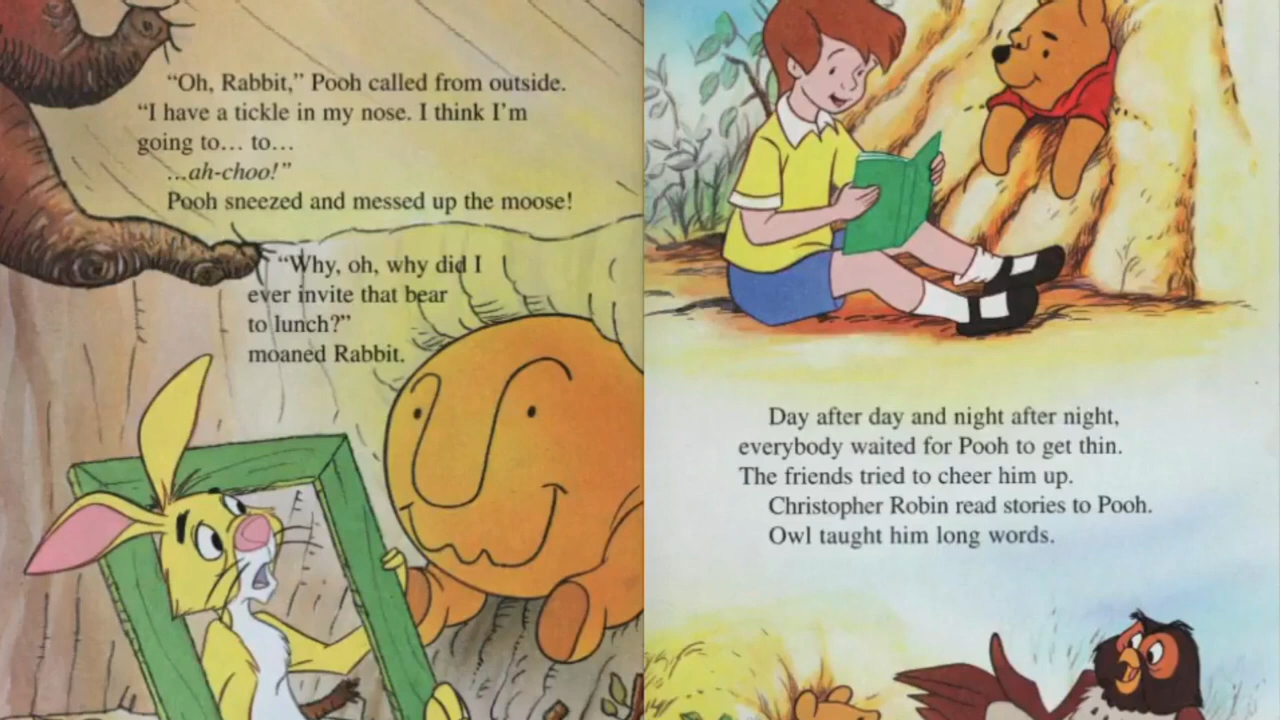 “Oh, Rabbit,” Pooh called from outside.
“I have a tickle in my nose. I think I’m
going to... to...
...ah-choo!”
Pooh sneezed and messed up the moose!
“Why, oh, why did I
ever invite that bear
to lunch?”
moaned Rabbit.
Day after day and night after night,
everybody waited for Pooh to get thin.
The friends tried to cheer him up.
Christopher Robin read stories to Pooh.
Owl taught him long words.